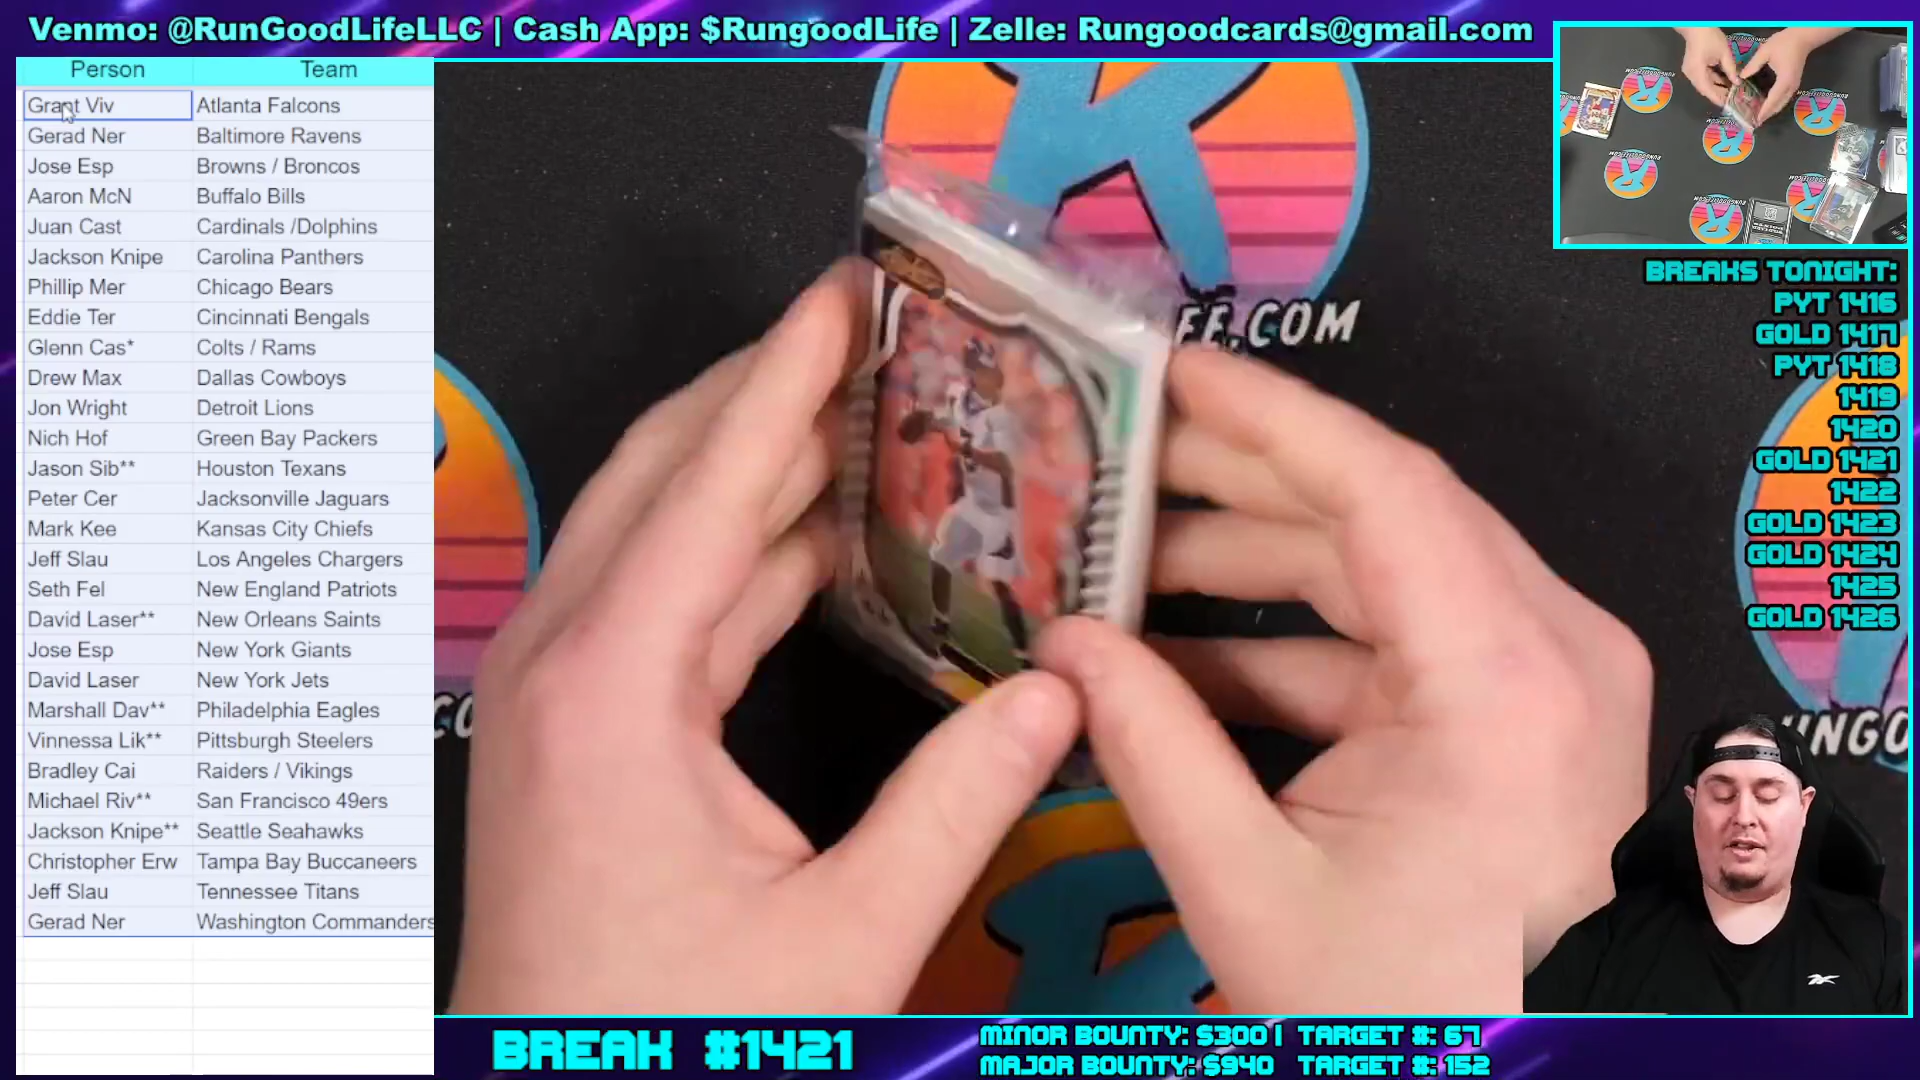 Venmo: @RunGoodLifeLLC | Cash App: $RungoodLife | Zelle: Rungoodcards@gmail.com
Person Team
Grant Viv Atlanta Falcons
Gerad Ner Baltimore Ravens
Jose Esp Browns / Broncos
Aaron McN Buffalo Bills
Juan Cast Cardinals /Dolphins
Jackson Knipe Carolina Panthers
Phillip Mer Chicago Bears
Eddie Ter Cincinnati Bengals
Glenn Cas* Colts / Rams
Drew Max Dallas Cowboys
Jon Wright Detroit Lions
Nich Hof Green Bay Packers
Jason Sib** Houston Texans
Peter Cer Jacksonville Jaguars
Mark Kee Kansas City Chiefs
Jeff Slau Los Angeles Chargers
Seth Fel New England Patriots
David Laser** New Orleans Saints
Jose Esp New York Giants
David Laser New York Jets
Marshall Dav** Philadelphia Eagles
Vinnessa Lik** Pittsburgh Steelers
Bradley Cai Raiders / Vikings
Michael Riv** San Francisco 49ers
Jackson Knipe** Seattle Seahawks
Christopher Erw Tampa Bay Buccaneers
Jeff Slau Tennessee Titans
Gerad Ner Washington Commanders
FE.COM
BREAKS TONIGHT:
PYT 1416
GOLD 1417
PYT 1418
1419
1420
GOLD 1421
1422
GOLD 1423
GOLD 1424
1425
GOLD 1426
UNGO
BREAK #1421
MINOR BOUNTY: $300 | TARGET #: 67
MAJOR BOUNTY: $940 TARGET #: 152